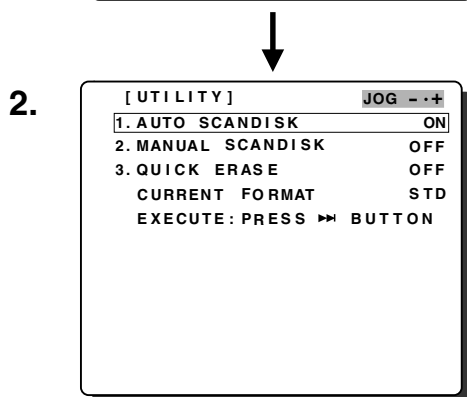 2.
[UTILITY] JOG - · +
1. AUTO SCANDISK ON
2. MANUAL SCANDISK OFF
3. QUICK ERASE OFF
CURRENT FORMAT STD
EXECUTE: PRESS ⏭ BUTTON